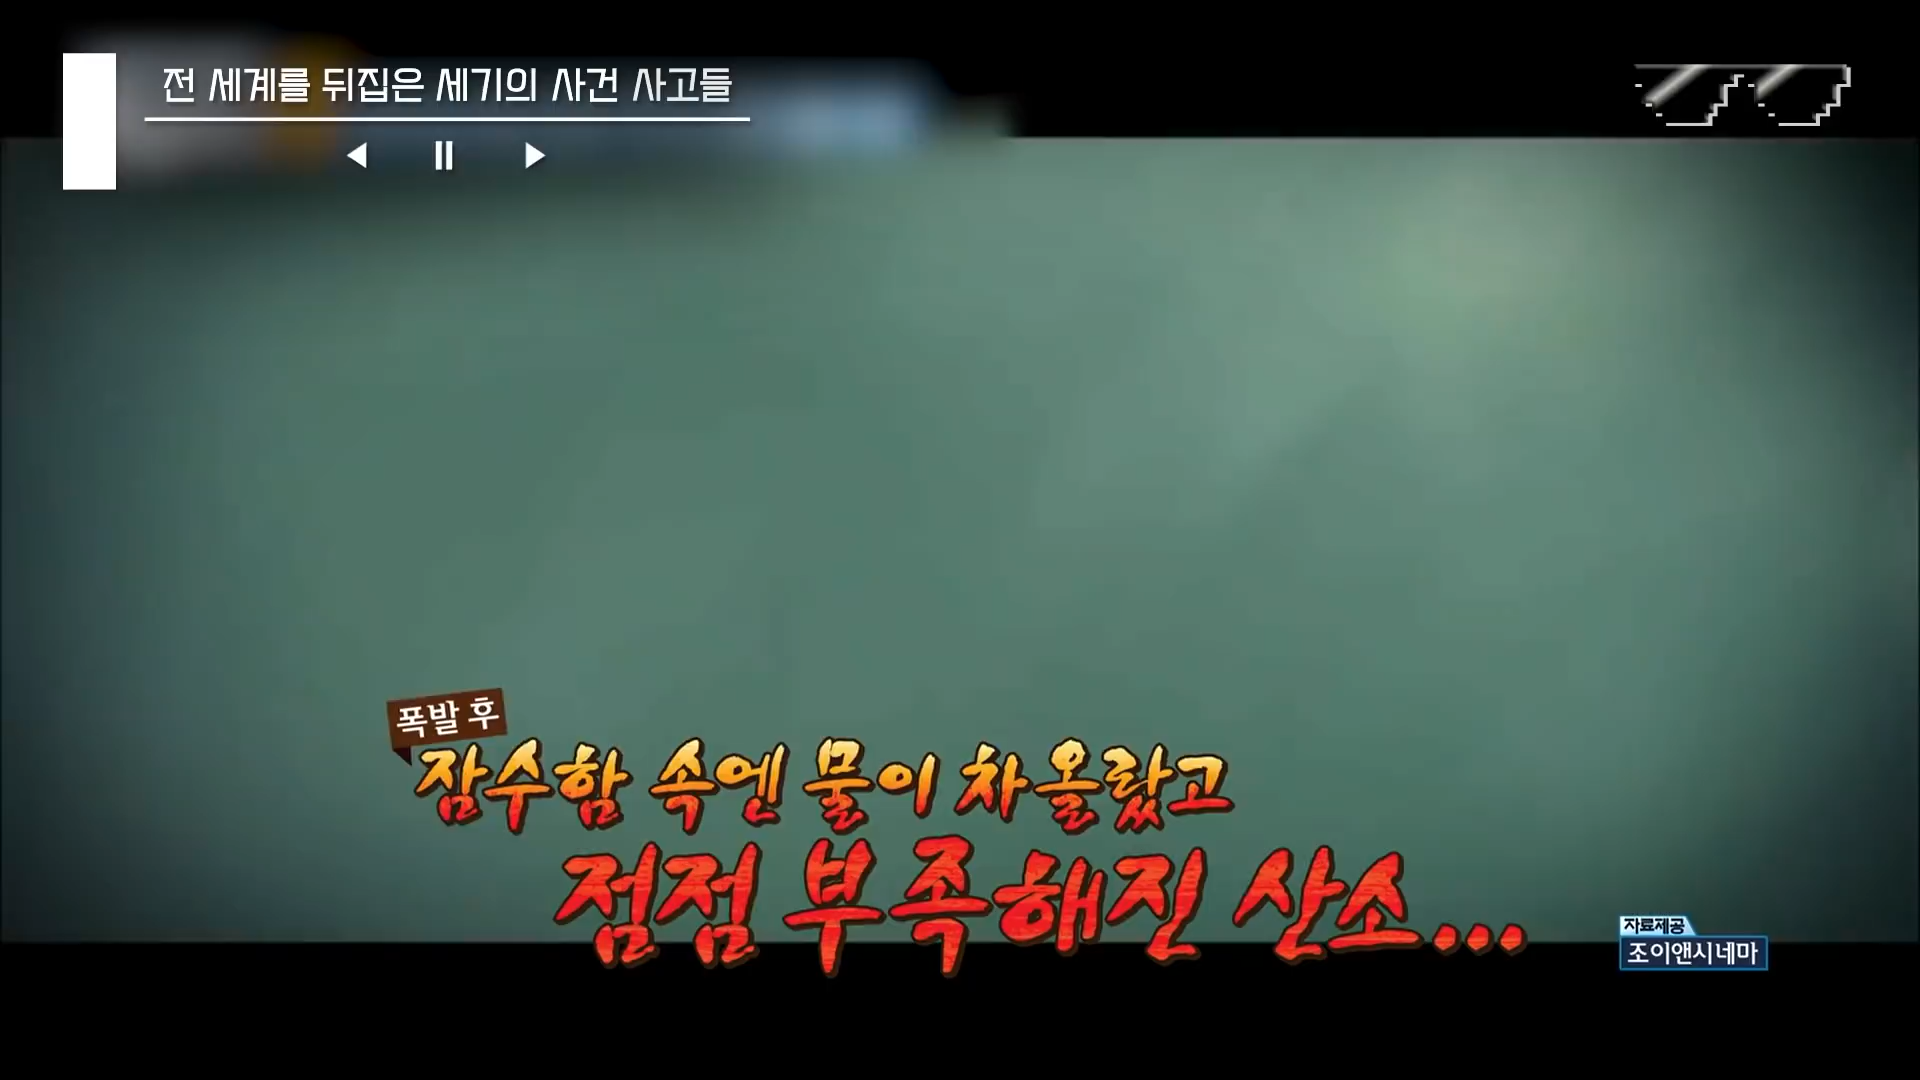 전 세계를 뒤집은 세기의 사건 사고들
폭발 후
잠수함 속엔 물이 차올랐고
점점 부족해진 산소...
자료제공
조이앤시네마